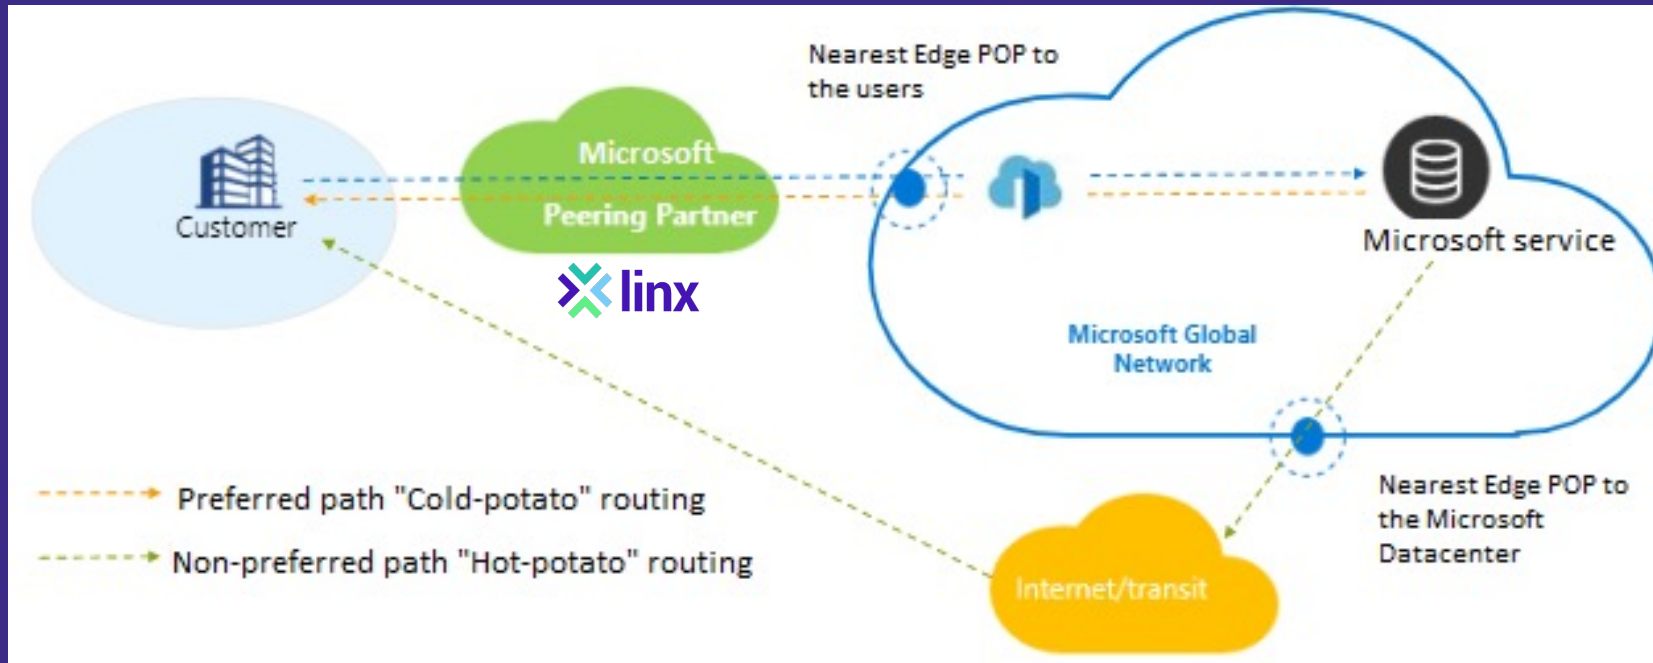 Nearest Edge POP to
the users
Microsoft
Peering Partner
Customer
linx
Microsoft service
Microsoft Global
Network
Preferred path "Cold-potato" routing
Non-preferred path "Hot-potato" routing
Nearest Edge POP to
the Microsoft
Datacenter
Internet/transit